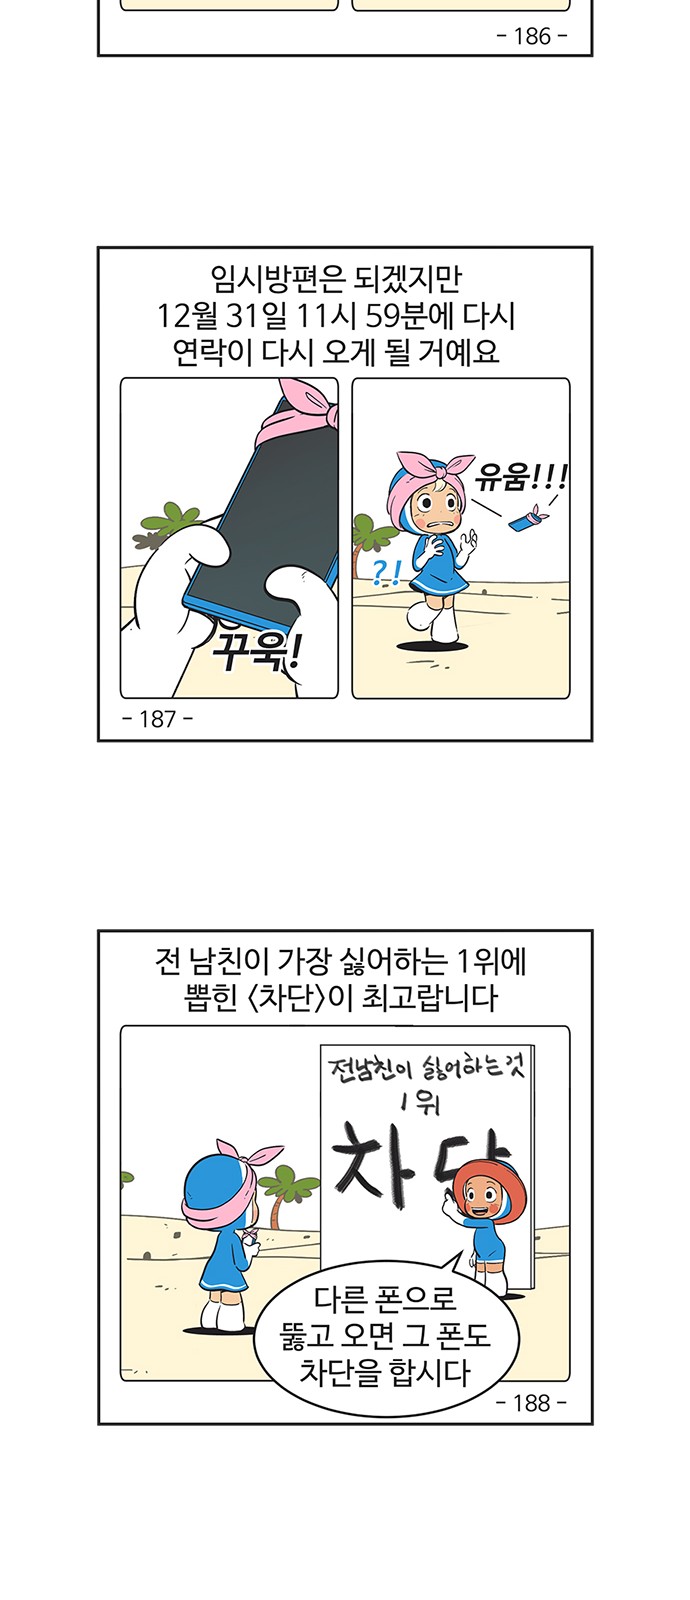 - 186 -
임시방편은 되겠지만
12월 31일 11시 59분에 다시
연락이 다시 오게 될 거예요
꾸욱!
유움!!!
?!
- 187 -
전 남친이 가장 싫어하는 1위에
뽑힌 〈차단〉이 최고랍니다
전남친이 싫어하는 것
1위
차단
다른 폰으로
뚫고 오면 그 폰도
차단을 합시다
- 188 -